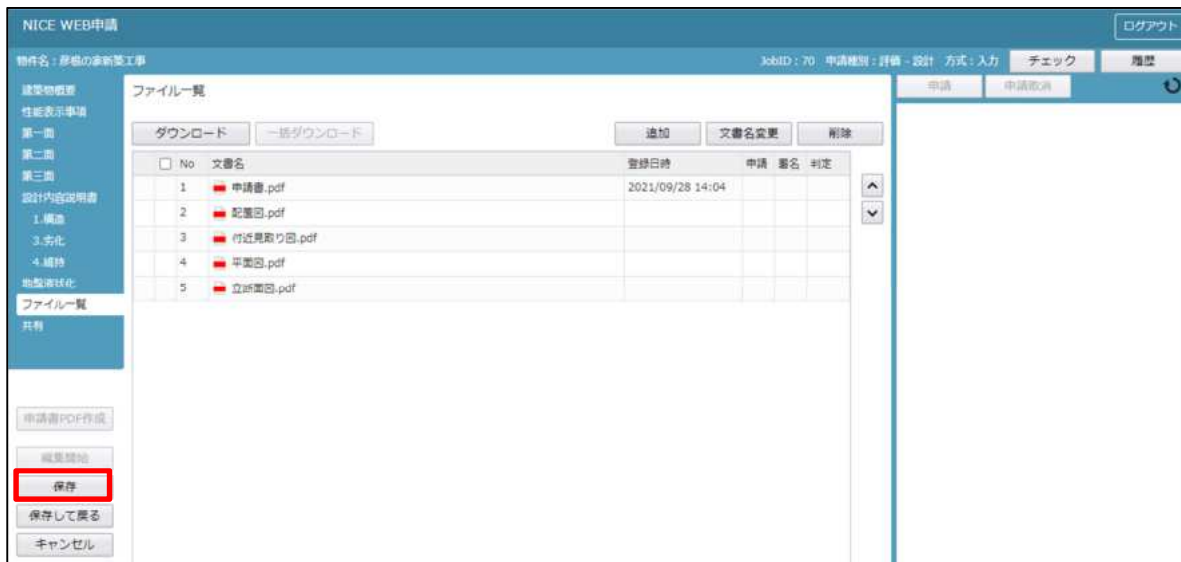 NICE WEB申請
ログアウト
物件名：彦根の家新築工事
JobID：70 申請種別：評価 - 設計 方式：入力
チェック
履歴
建築物概要
性能表示事項
第一面
第二面
第三面
設計内容説明書
1.構造
3.劣化
4.維持
地盤液状化
ファイル一覧
共有
申請書PDF作成
編集開始
保存
保存して戻る
キャンセル
ファイル一覧
ダウンロード
一括ダウンロード
追加
文書名変更
削除
No 文書名 登録日時 申請 署名 判定
1 申請書.pdf 2021/09/28 14:04
2 配置図.pdf
3 付近見取り図.pdf
4 平面図.pdf
5 立断面図.pdf
申請
申請取消